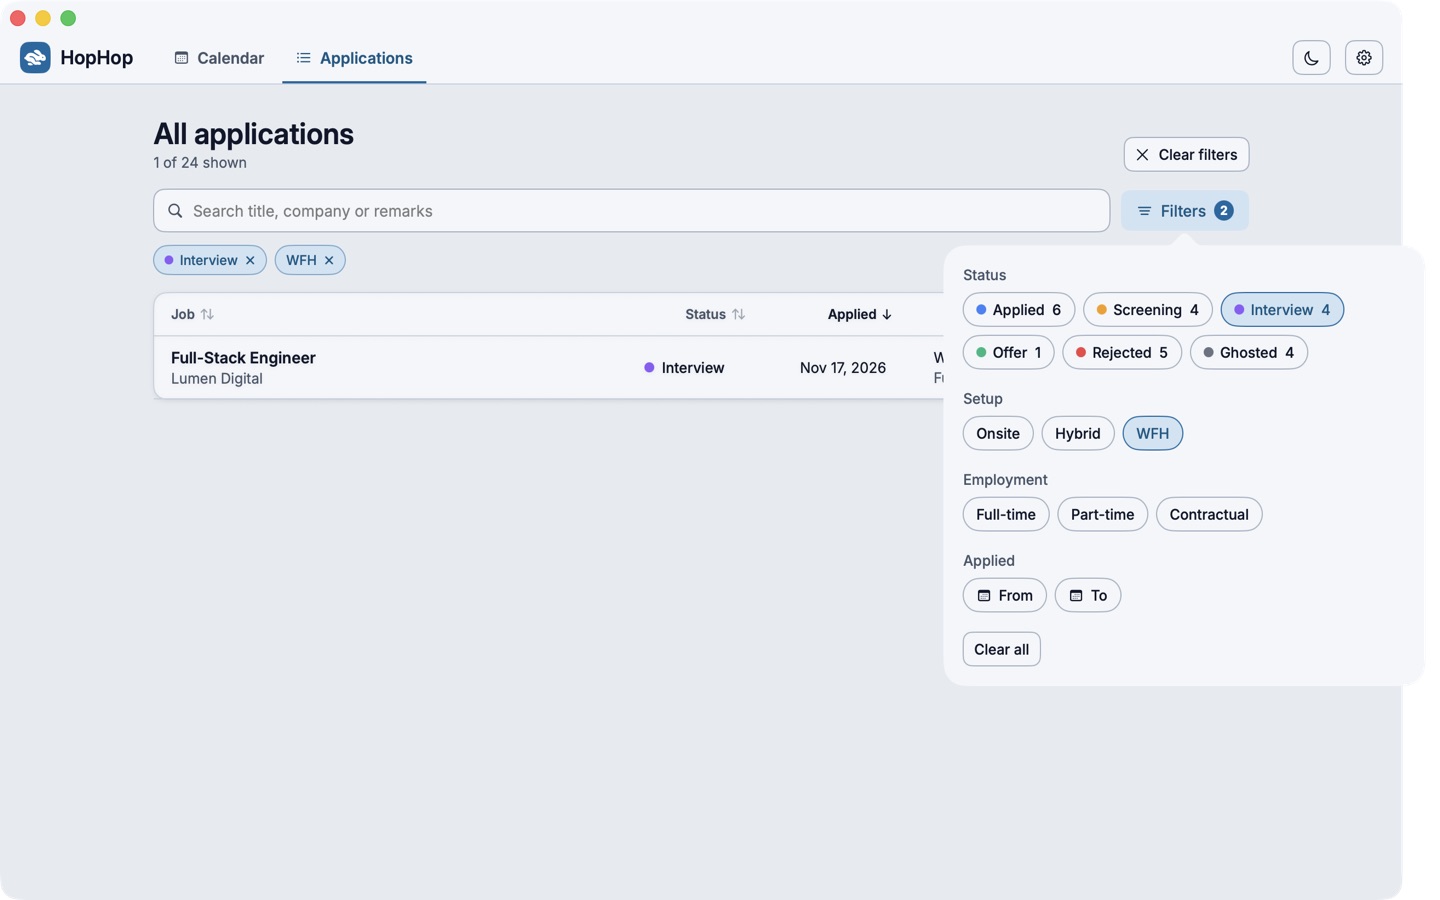 HopHop
Calendar
Applications
All applications
1 of 24 shown
Clear filters
Search title, company or remarks
Filters 2
Interview
WFH
Job
Status
Applied
Full-Stack Engineer
Lumen Digital
Interview
Nov 17, 2026
Status
Applied 6
Screening 4
Interview 4
Offer 1
Rejected 5
Ghosted 4
Setup
Onsite
Hybrid
WFH
Employment
Full-time
Part-time
Contractual
Applied
From
To
Clear all